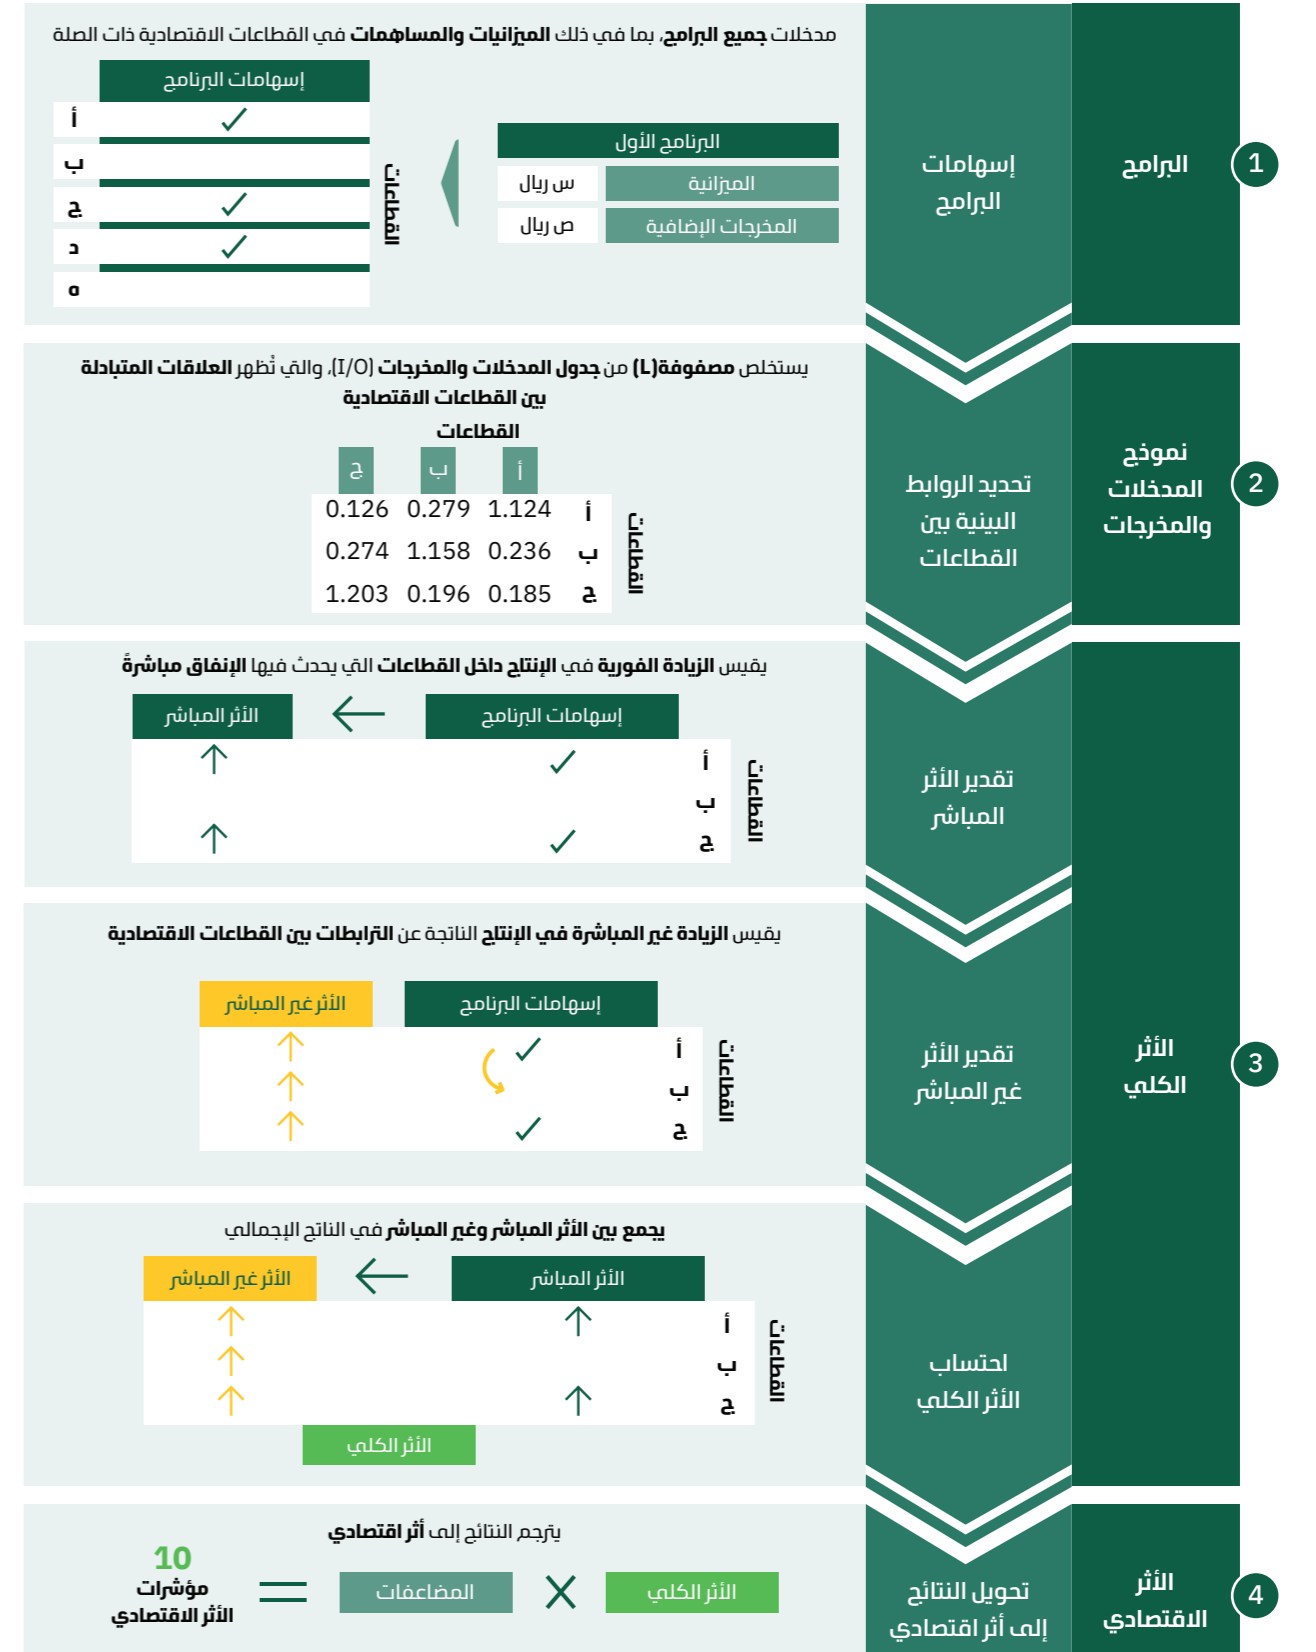 1
البرامج
إسهامات
البرامج
مدخلات جميع البرامج، بما في ذلك الميزانيات والمساهمات في القطاعات الاقتصادية ذات الصلة
البرنامج الأول
الميزانية س ريال
المخرجات الإضافية ص ريال
إسهامات البرنامج
القطاعات
أ
ب
ج
د
ه
2
نموذج
المدخلات
والمخرجات
تحديد الروابط
البينية بين
القطاعات
يستخلص مصفوفة(L) من جدول المدخلات والمخرجات (I/O)، والتي تُظهر العلاقات المتبادلة
بين القطاعات الاقتصادية
القطاعات
أ ب ج
القطاعات
أ 1.124 0.279 0.126
ب 0.236 1.158 0.274
ج 0.185 0.196 1.203
3
الأثر
الكلي
تقدير الأثر
المباشر
يقيس الزيادة الفورية في الإنتاج داخل القطاعات التي يحدث فيها الإنفاق مباشرةً
إسهامات البرنامج الأثر المباشر
القطاعات
أ
ب
ج
تقدير الأثر
غير المباشر
يقيس الزيادة غير المباشرة في الإنتاج الناتجة عن الترابطات بين القطاعات الاقتصادية
إسهامات البرنامج الأثر غير المباشر
القطاعات
أ
ب
ج
احتساب
الأثر الكلي
يجمع بين الأثر المباشر وغير المباشر في الناتج الإجمالي
الأثر المباشر الأثر غير المباشر
القطاعات
أ
ب
ج
الأثر الكلي
4
الأثر
الاقتصادي
تحويل النتائج
إلى أثر اقتصادي
يترجم النتائج إلى أثر اقتصادي
الأثر الكلي × المضاعفات =
10
مؤشرات
الأثر الاقتصادي